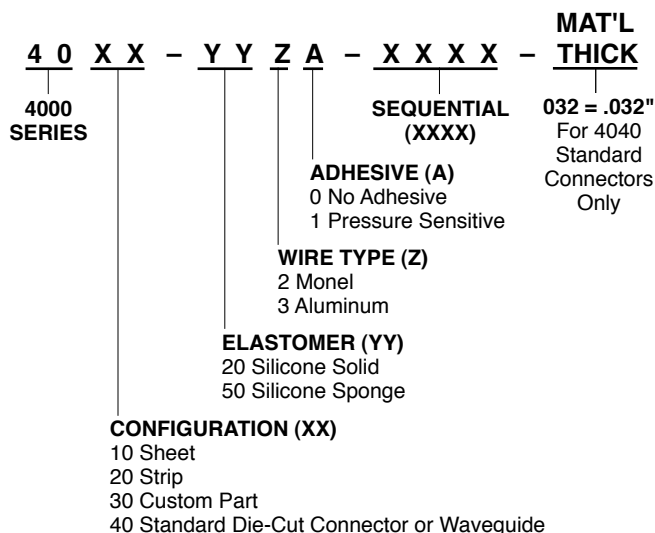 MAT'L
4 0 X X – Y Y Z A – X X X X – THICK
4000
SERIES
SEQUENTIAL
(XXXX)
032 = .032"
For 4040
Standard
Connectors
Only
ADHESIVE (A)
0 No Adhesive
1 Pressure Sensitive
WIRE TYPE (Z)
2 Monel
3 Aluminum
ELASTOMER (YY)
20 Silicone Solid
50 Silicone Sponge
CONFIGURATION (XX)
10 Sheet
20 Strip
30 Custom Part
40 Standard Die-Cut Connector or Waveguide